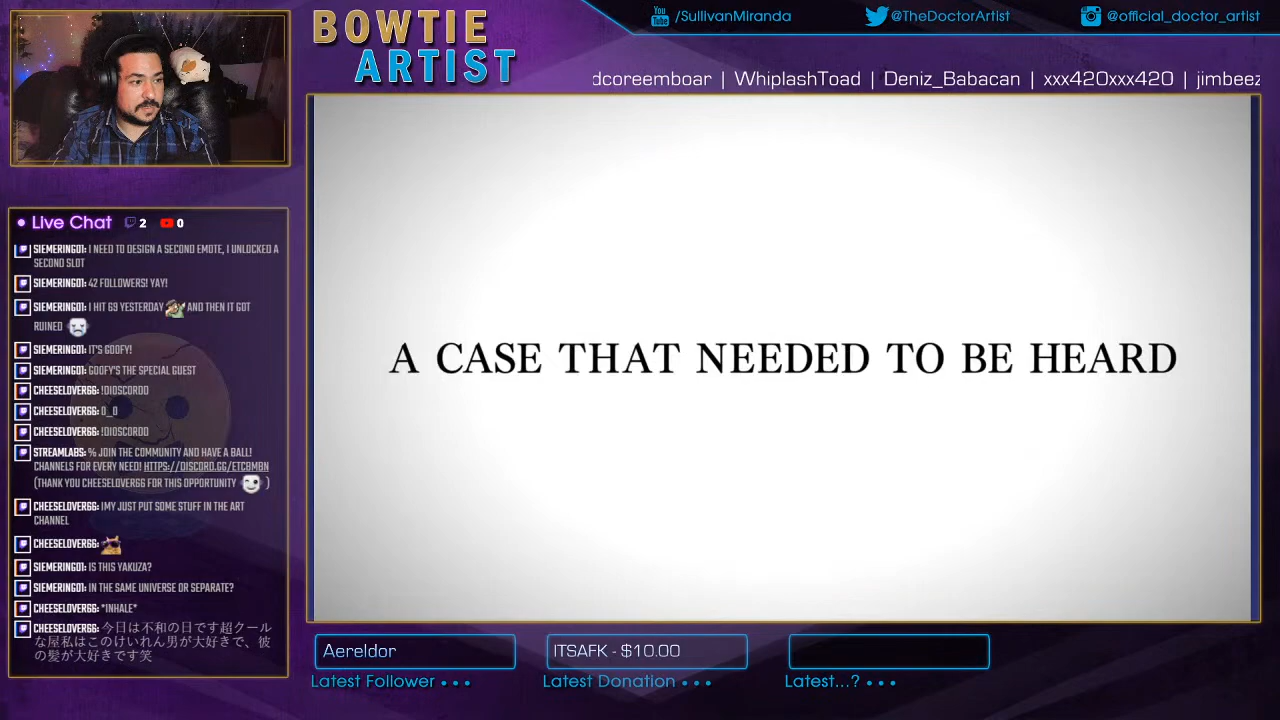 BOWTIE
ARTIST
You Tube /SullivanMiranda
@TheDoctorArtist
@official_doctor_artist
dcoreemboar | WhiplashToad | Deniz_Babacan | xxx420xxx420 | jimbeez
Live Chat 2 0
SIEMERING01: I NEED TO DESIGN A SECOND EMOTE, I UNLOCKED A
SECOND SLOT
SIEMERING01: 42 FOLLOWERS! YAY!
SIEMERING01: I HIT 69 YESTERDAY AND THEN IT GOT
RUINED
SIEMERING01: IT'S GOOFY!
SIEMERING01: GOOFY'S THE SPECIAL GUEST
CHEESELOVER66: !DIOSCORDO
CHEESELOVER66: O_O
CHEESELOVER66: !DIOSCORDO
STREAMLABS: % JOIN THE COMMUNITY AND HAVE A BALL!
CHANNELS FOR EVERY NEED! HTTPS://DISCORD.GG/ETCBMBN
(THANK YOU CHEESELOVER66 FOR THIS OPPORTUNITY )
CHEESELOVER66: IMY JUST PUT SOME STUFF IN THE ART
CHANNEL
CHEESELOVER66:
SIEMERING01: IS THIS YAKUZA?
SIEMERING01: IN THE SAME UNIVERSE OR SEPARATE?
CHEESELOVER66: *INHALE*
CHEESELOVER66: 今日は不和の日です超クール
な屋私はこのけいれん男が大好きで、彼
の髪が大好きです笑
A CASE THAT NEEDED TO BE HEARD
Aereldor
Latest Follower
ITSAFK - $10.00
Latest Donation
Latest...?